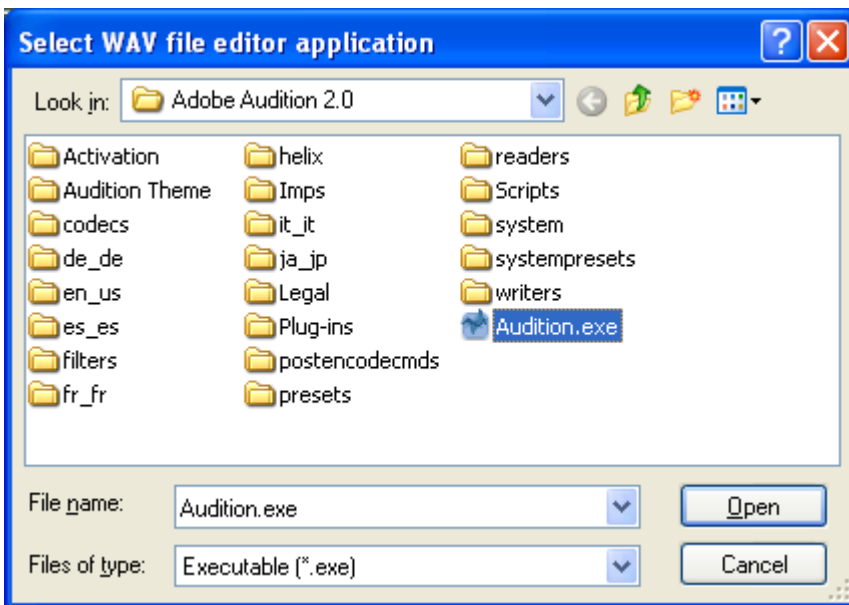 Select WAV file editor application
Look in: Adobe Audition 2.0
Activation helix readers
Audition Theme Imps Scripts
codecs it_it system
de_de ja_jp systempresets
en_us Legal writers
es_es Plug-ins Audition.exe
filters postencodecmds
fr_fr presets
File name: Audition.exe Open
Files of type: Executable (*.exe) Cancel